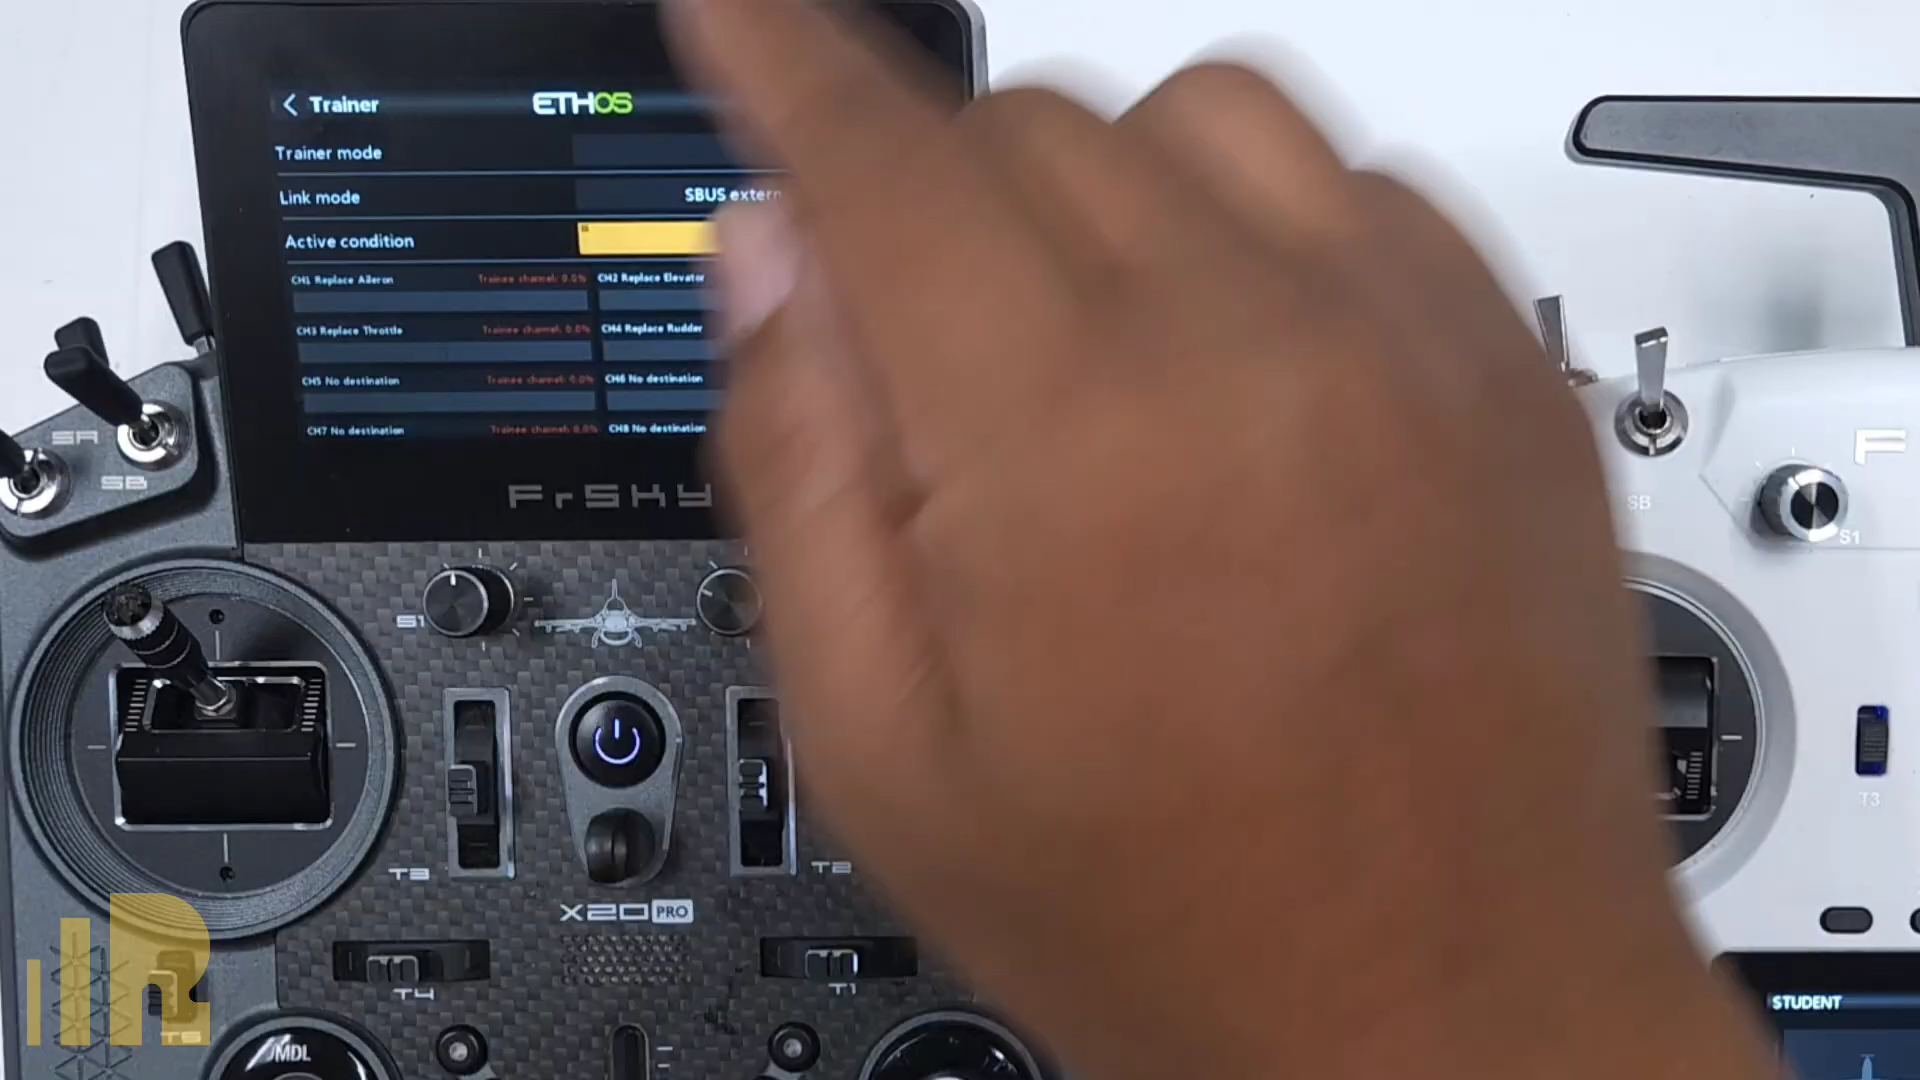 Trainer
ETHOS
Trainer mode
Link mode
SBUS extern
Active condition
CH1 Replace Aileron Trainee channel: 0.0% CH2 Replace Elevator
CH3 Replace Throttle Trainee channel: 0.0% CH4 Replace Rudder
CH5 No destination Trainee channel: 0.0% CH6 No destination
CH7 No destination Trainee channel: 0.0% CH8 No destination
FrSKY
SA
SB
S1
T3
T2
X20 PRO
T4
T1
T5
MDL
IR
F
SB
S1
T3
STUDENT